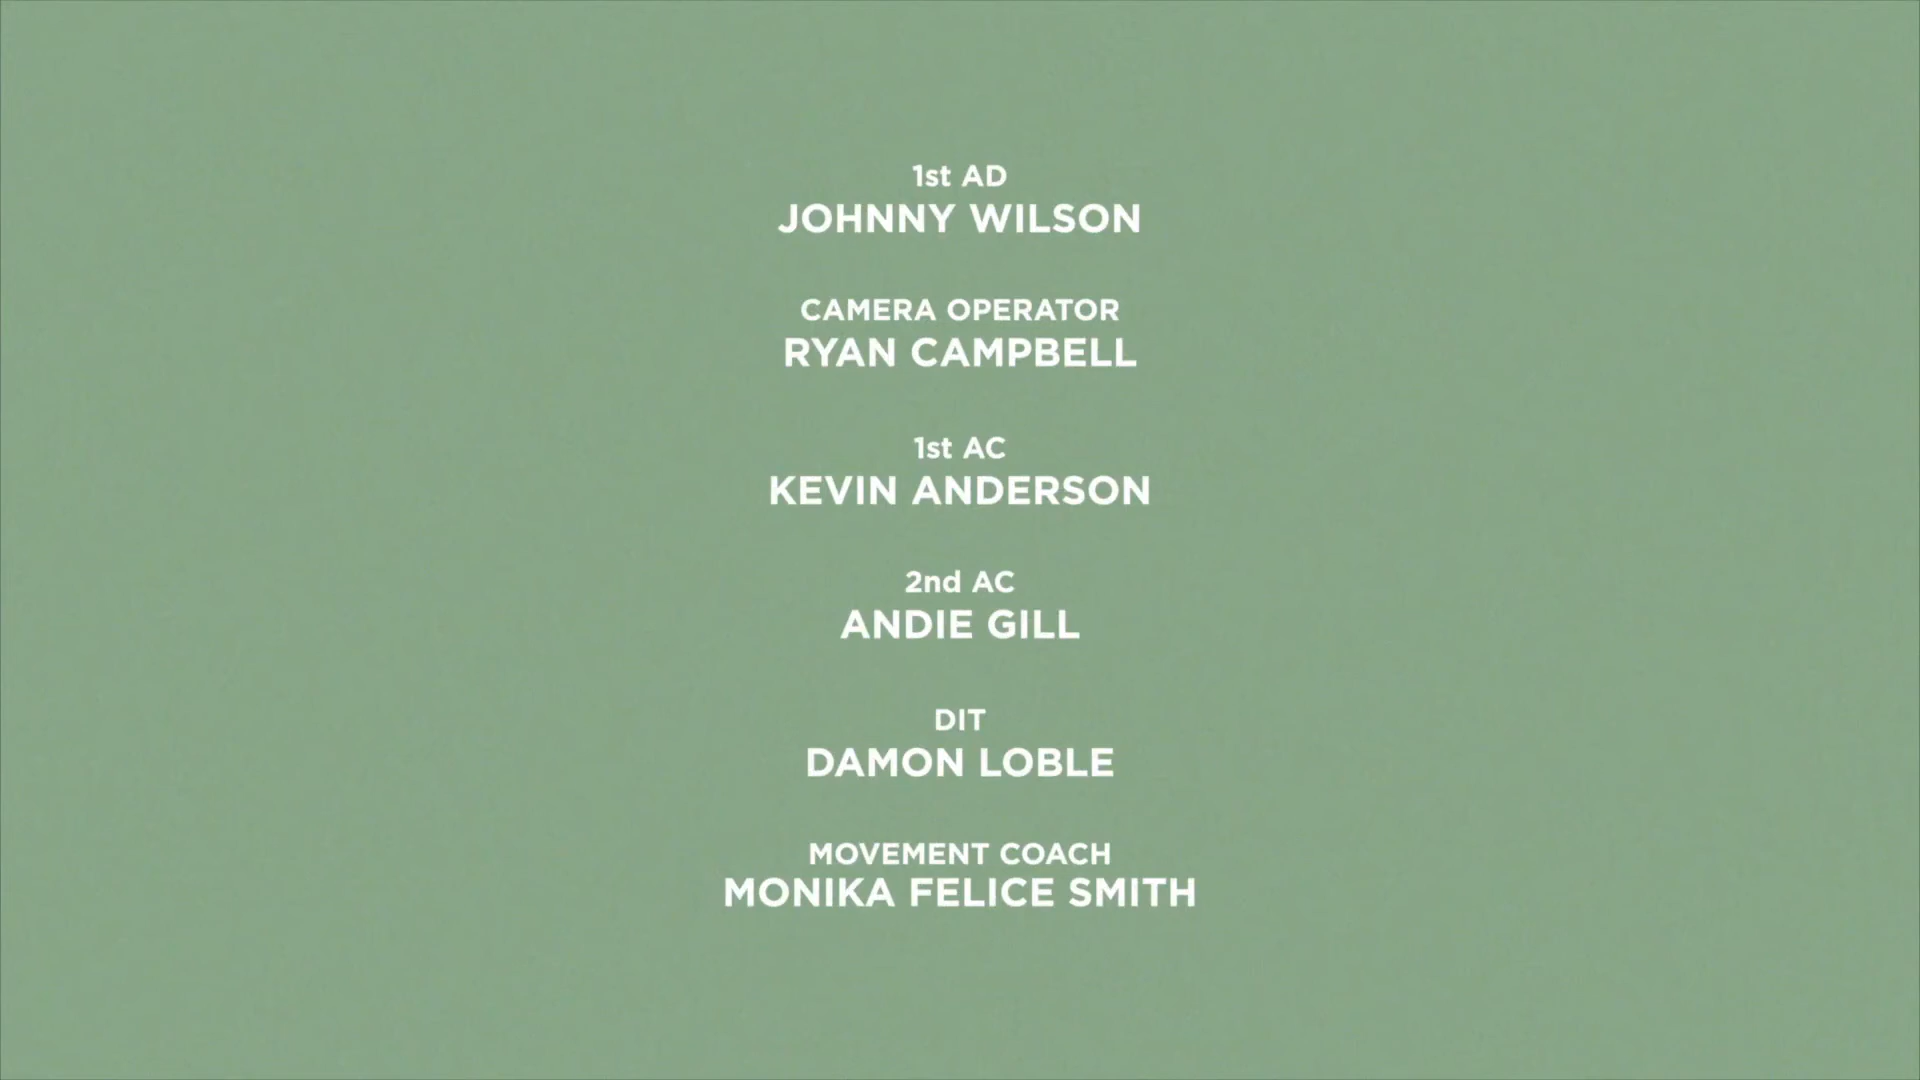 1st AD
JOHNNY WILSON
CAMERA OPERATOR
RYAN CAMPBELL
1st AC
KEVIN ANDERSON
2nd AC
ANDIE GILL
DIT
DAMON LOBLE
MOVEMENT COACH
MONIKA FELICE SMITH